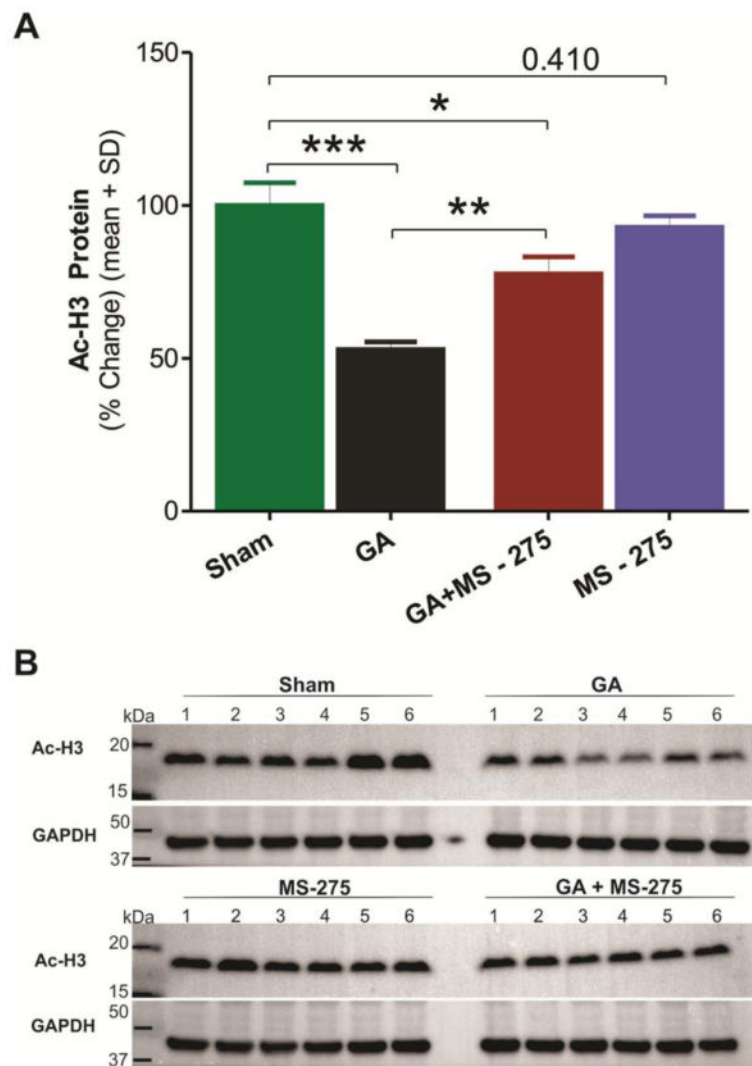 A
150
100
50
0
Ac-H3 Protein
(% Change) (mean + SD)
0.410
*
***
**
Sham
GA
GA+MS - 275
MS - 275
B
Sham GA
kDa 1 2 3 4 5 6 1 2 3 4 5 6
Ac-H3 20
15
GAPDH 50
37
MS-275 GA + MS-275
kDa 1 2 3 4 5 6 1 2 3 4 5 6
Ac-H3 20
15
GAPDH 50
37